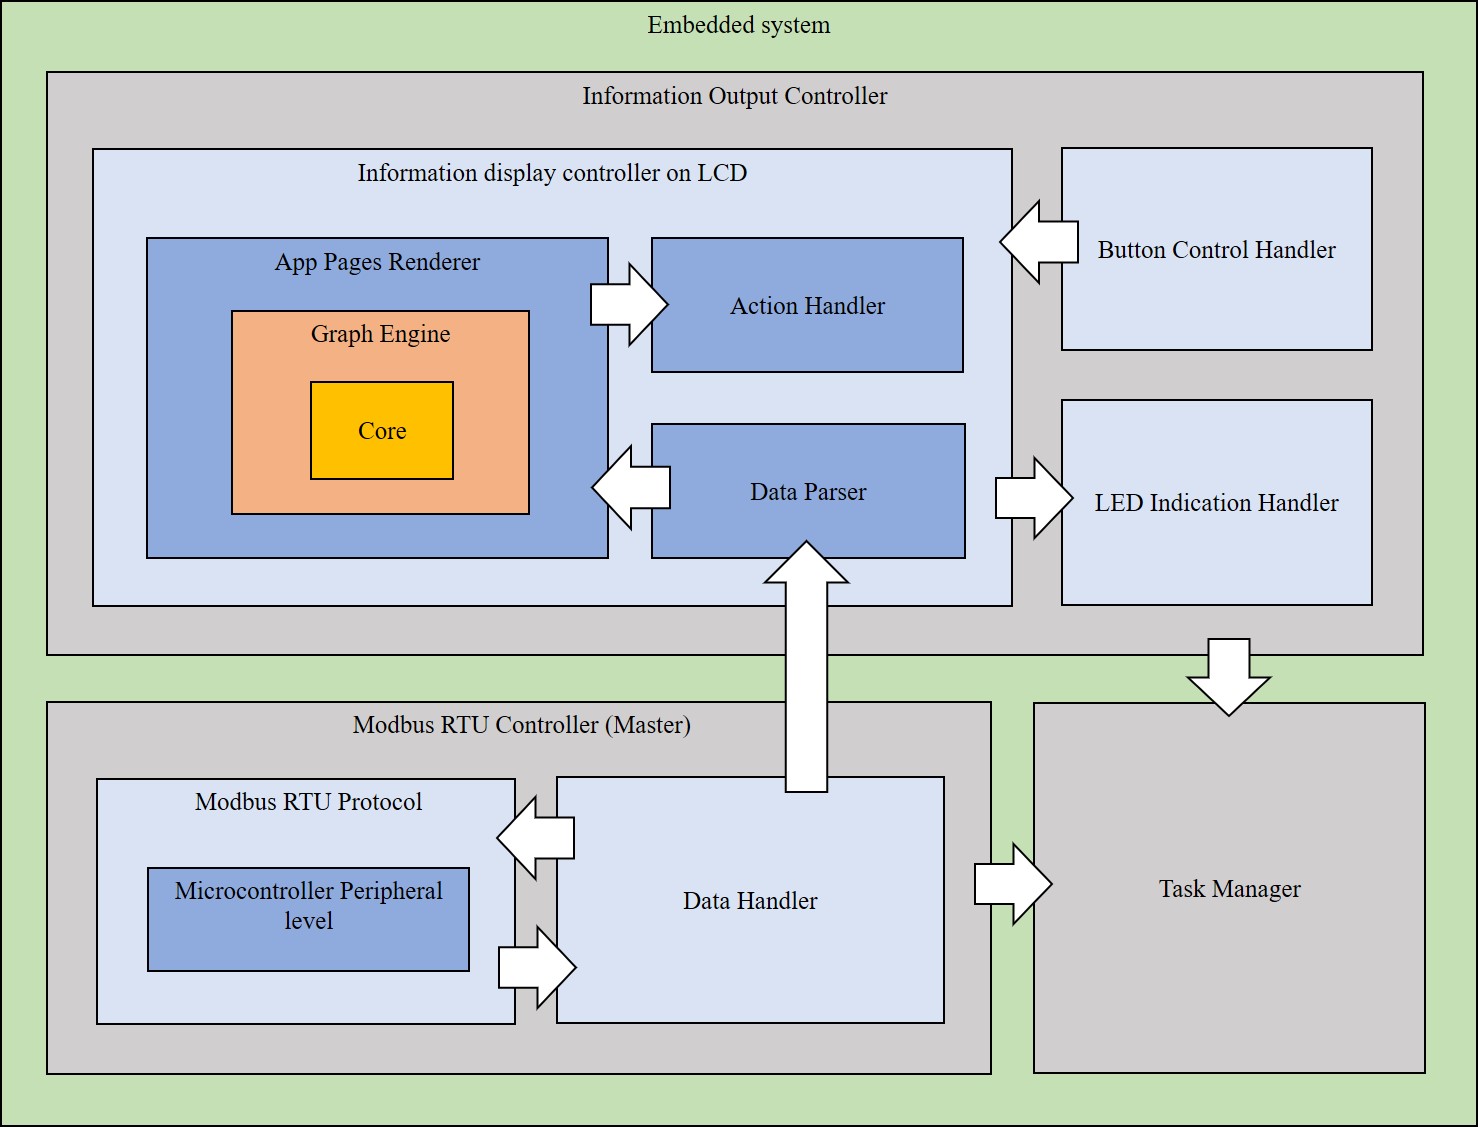 Embedded system
Information Output Controller
Information display controller on LCD
App Pages Renderer
Graph Engine
Core
Action Handler
Data Parser
Button Control Handler
LED Indication Handler
Modbus RTU Controller (Master)
Modbus RTU Protocol
Microcontroller Peripheral
level
Data Handler
Task Manager